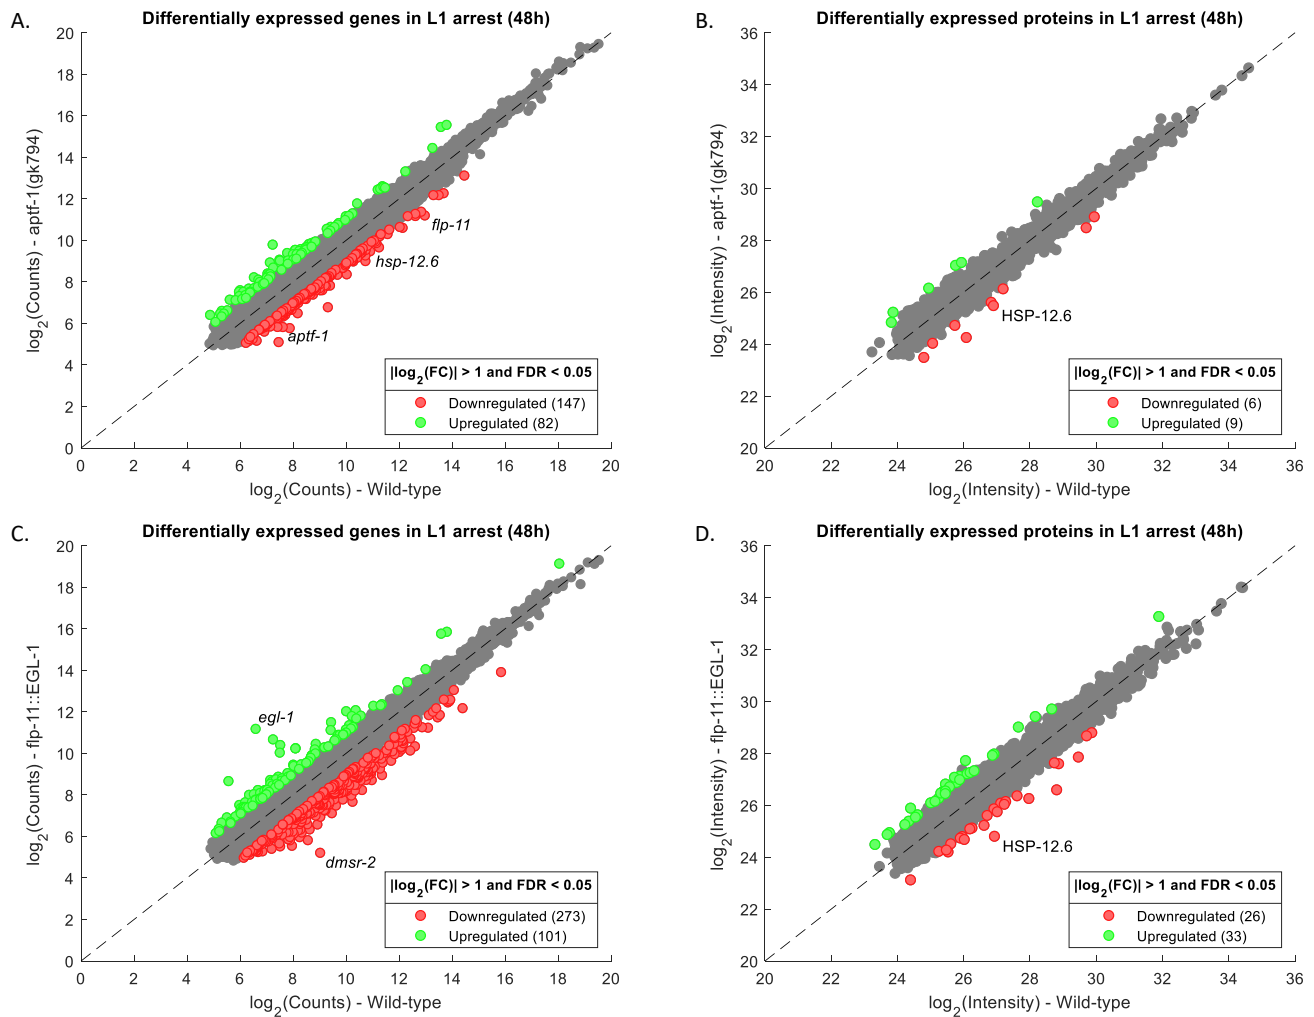 A.
Differentially expressed genes in L1 arrest (48h)
log2(Counts) - aptf-1(gk794)
20
18
16
14
12
10
8
6
4
2
0
flp-11
hsp-12.6
aptf-1
|log2(FC)| > 1 and FDR < 0.05
Downregulated (147)
Upregulated (82)
0 2 4 6 8 10 12 14 16 18 20
log2(Counts) - Wild-type
B.
Differentially expressed proteins in L1 arrest (48h)
log2(Intensity) - aptf-1(gk794)
36
34
32
30
28
26
24
22
20
HSP-12.6
|log2(FC)| > 1 and FDR < 0.05
Downregulated (6)
Upregulated (9)
20 22 24 26 28 30 32 34 36
log2(Intensity) - Wild-type
C.
Differentially expressed genes in L1 arrest (48h)
log2(Counts) - flp-11::EGL-1
20
18
16
14
12
10
8
6
4
2
0
egl-1
dmsr-2
|log2(FC)| > 1 and FDR < 0.05
Downregulated (273)
Upregulated (101)
0 2 4 6 8 10 12 14 16 18 20
log2(Counts) - Wild-type
D.
Differentially expressed proteins in L1 arrest (48h)
log2(Intensity) - flp-11::EGL-1
36
34
32
30
28
26
24
22
20
HSP-12.6
|log2(FC)| > 1 and FDR < 0.05
Downregulated (26)
Upregulated (33)
20 22 24 26 28 30 32 34 36
log2(Intensity) - Wild-type